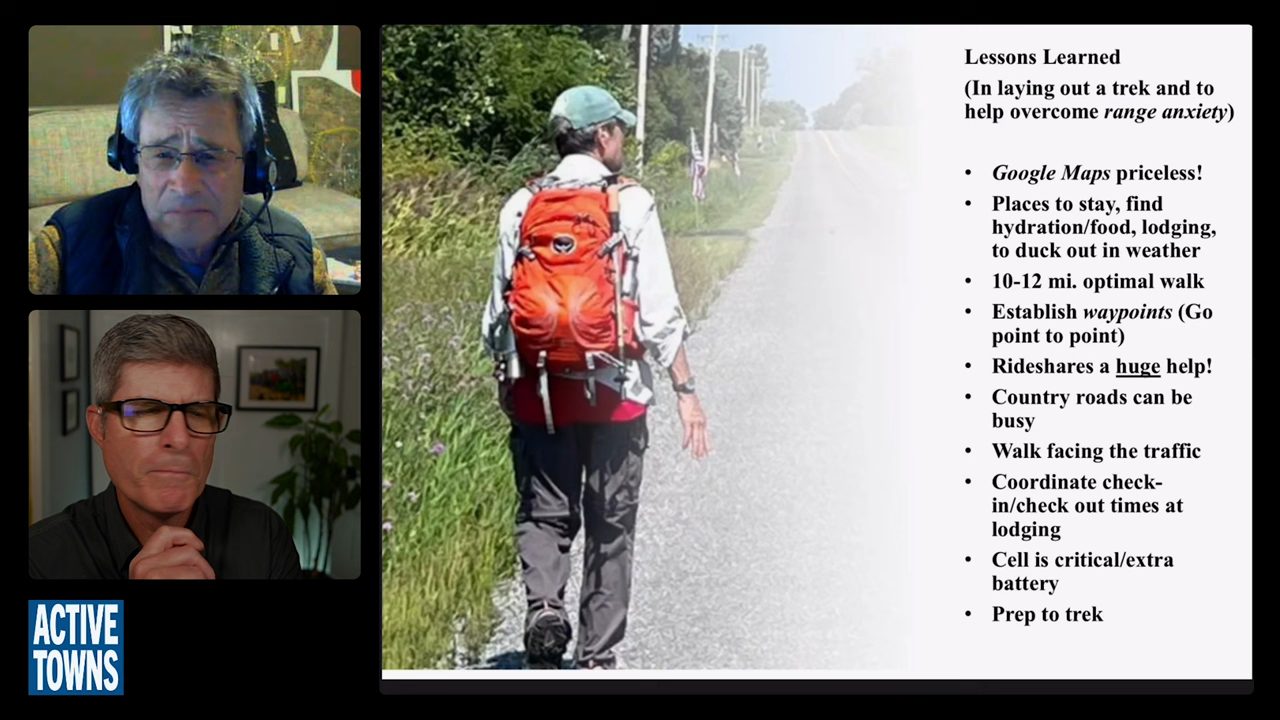 Lessons Learned
(In laying out a trek and to
help overcome range anxiety)
• Google Maps priceless!
• Places to stay, find
hydration/food, lodging,
to duck out in weather
• 10-12 mi. optimal walk
• Establish waypoints (Go
point to point)
• Rideshares a huge help!
• Country roads can be
busy
• Walk facing the traffic
• Coordinate check-
in/check out times at
lodging
• Cell is critical/extra
battery
• Prep to trek
ACTIVE
TOWNS